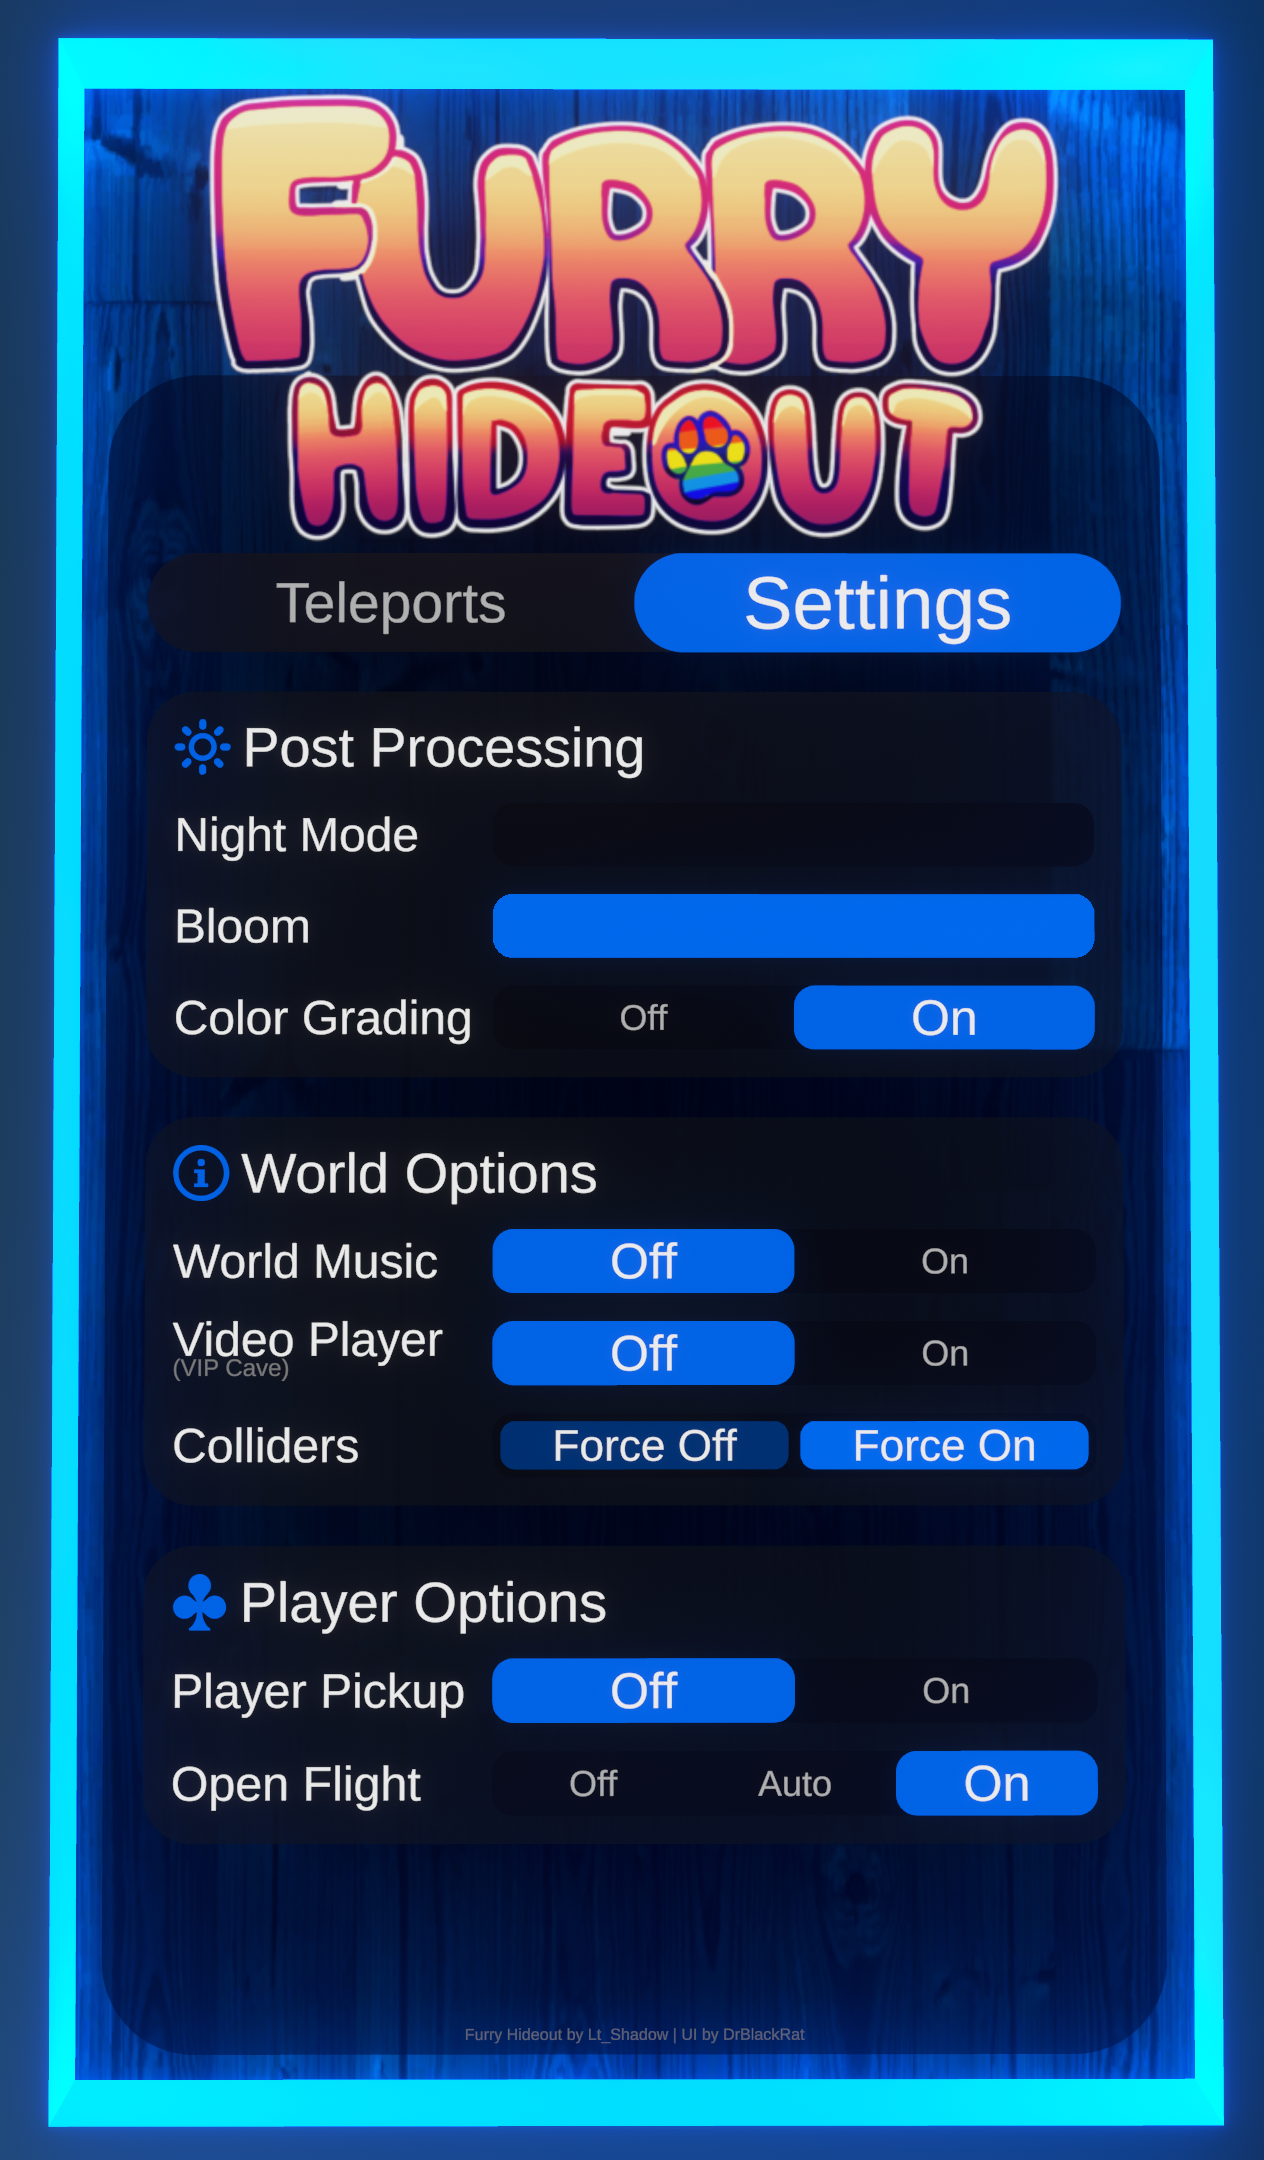 FURRY
HIDEOUT
Teleports Settings
Post Processing
Night Mode
Bloom
Color Grading Off On
World Options
World Music Off On
Video Player Off On
(VIP Cave)
Colliders Force Off Force On
Player Options
Player Pickup Off On
Open Flight Off Auto On
Furry Hideout by Lt_Shadow | UI by DrBlackRat